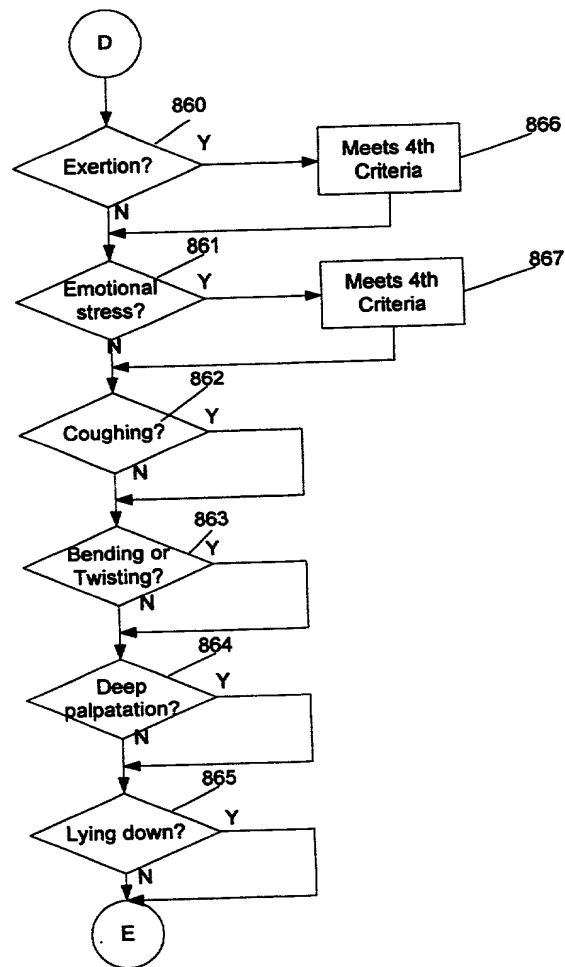 D
860
Exertion?
Y
Meets 4th
Criteria
866
N
861
Emotional
stress?
Y
Meets 4th
Criteria
867
N
862
Coughing?
Y
N
863
Bending or
Twisting?
Y
N
864
Deep
palpatation?
Y
N
865
Lying down?
Y
N
E